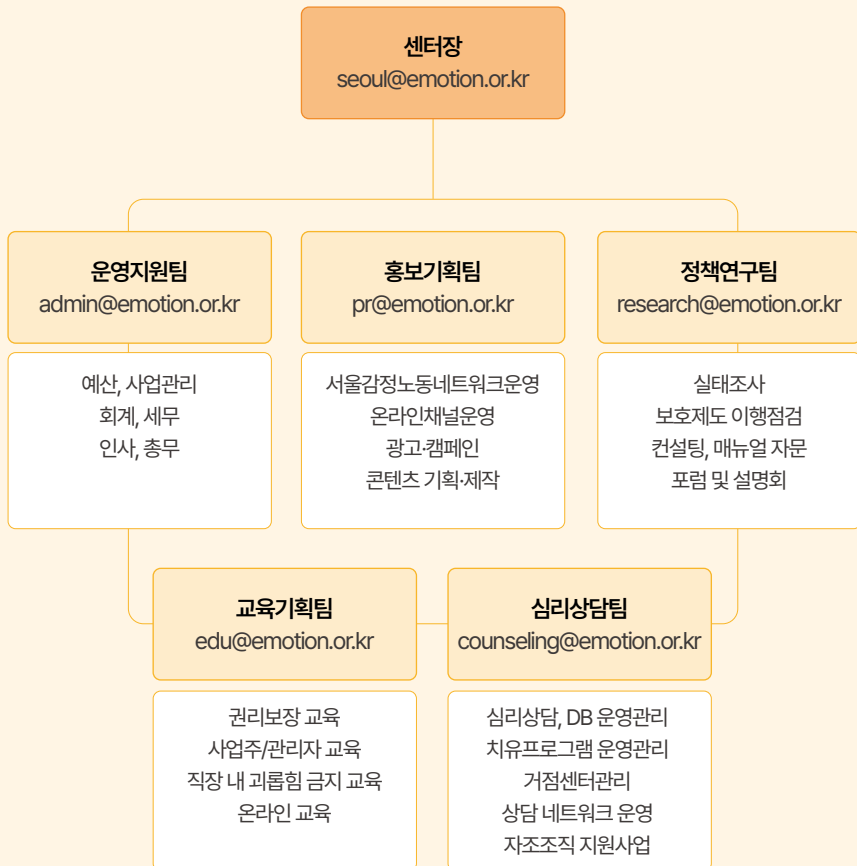 센터장
seoul@emotion.or.kr
운영지원팀
admin@emotion.or.kr
예산, 사업관리
회계, 세무
인사, 총무
홍보기획팀
pr@emotion.or.kr
서울감정노동네트워크운영
온라인채널운영
광고·캠페인
콘텐츠 기획·제작
정책연구팀
research@emotion.or.kr
실태조사
보호제도 이행점검
컨설팅, 매뉴얼 자문
포럼 및 설명회
교육기획팀
edu@emotion.or.kr
권리보장 교육
사업주/관리자 교육
직장 내 괴롭힘 금지 교육
온라인 교육
심리상담팀
counseling@emotion.or.kr
심리상담, DB 운영관리
치유프로그램 운영관리
거점센터관리
상담 네트워크 운영
자조조직 지원사업